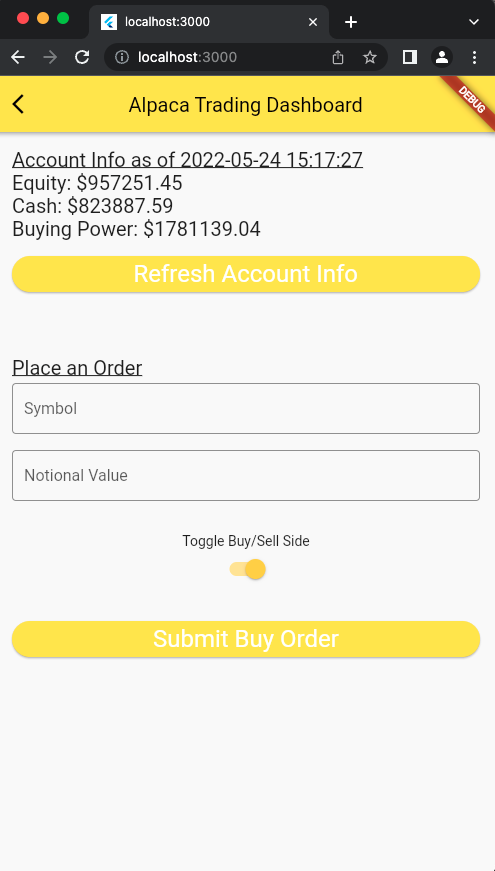 localhost:3000
localhost:3000
Alpaca Trading Dashboard
DEBUG
Account Info as of 2022-05-24 15:17:27
Equity: $957251.45
Cash: $823887.59
Buying Power: $1781139.04
Refresh Account Info
Place an Order
Symbol
Notional Value
Toggle Buy/Sell Side
Submit Buy Order